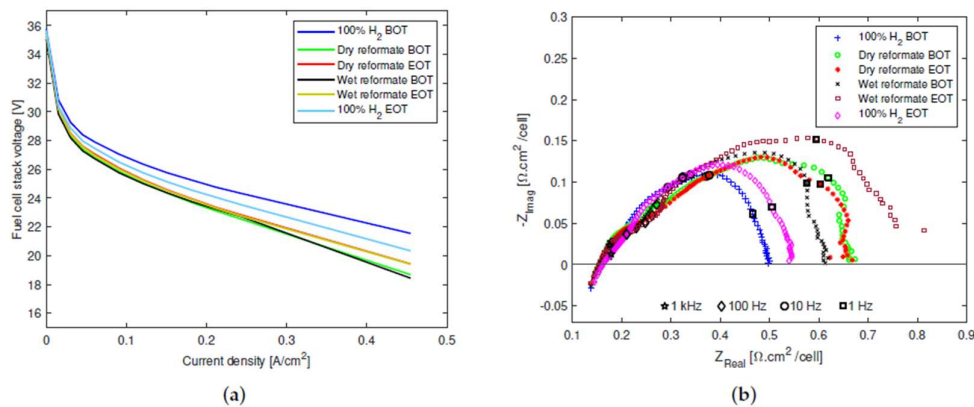 36
34
32
30
28
26
24
22
20
18
16
0
0.1
0.2
0.3
0.4
0.5
Fuel cell stack voltage [V]
Current density [A/cm²]
100% H₂ BOT
Dry reformate BOT
Dry reformate EOT
Wet reformate BOT
Wet reformate EOT
100% H₂ EOT
(a)
0.3
0.25
0.2
0.15
0.1
0.05
0
-0.05
0.1
0.2
0.3
0.4
0.5
0.6
0.7
0.8
0.9
-Z_Imag [Ω.cm²/cell]
Z_Real [Ω.cm²/cell]
100% H₂ BOT
Dry reformate BOT
Dry reformate EOT
Wet reformate BOT
Wet reformate EOT
100% H₂ EOT
1 kHz
100 Hz
10 Hz
1 Hz
(b)